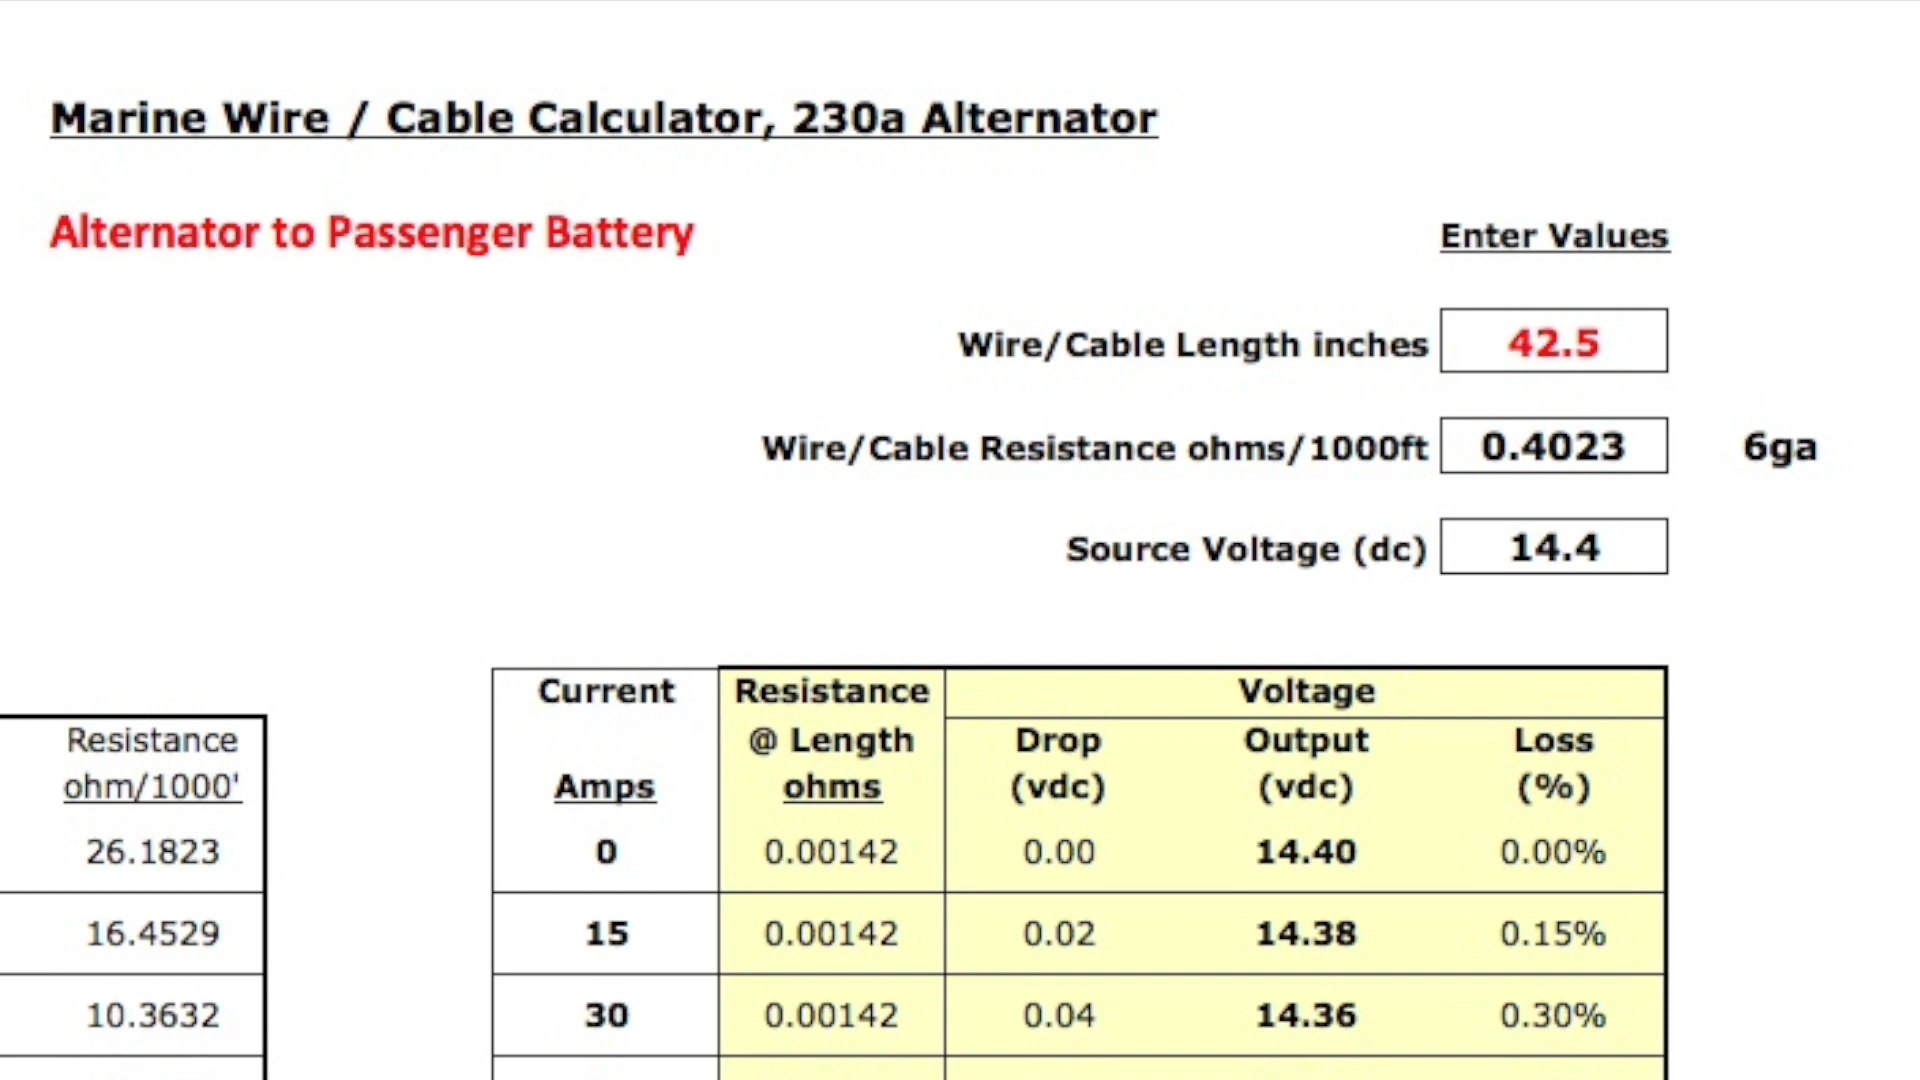 Marine Wire / Cable Calculator, 230a Alternator
Alternator to Passenger Battery
Enter Values
Wire/Cable Length inches 42.5
Wire/Cable Resistance ohms/1000ft 0.4023 6ga
Source Voltage (dc) 14.4
Resistance
ohm/1000'
26.1823
16.4529
10.3632
Current Resistance Voltage
@ Length Drop Output Loss
Amps ohms (vdc) (vdc) (%)
0 0.00142 0.00 14.40 0.00%
15 0.00142 0.02 14.38 0.15%
30 0.00142 0.04 14.36 0.30%